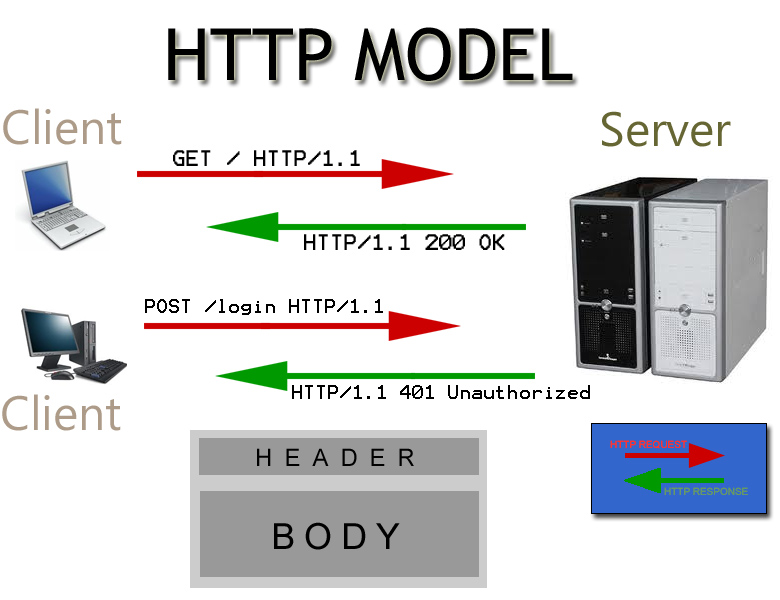 HTTP MODEL
Client
Server
GET / HTTP/1.1
HTTP/1.1 200 OK
POST /login HTTP/1.1
HTTP/1.1 401 Unauthorized
Client
HEADER
BODY
HTTP REQUEST
HTTP RESPONSE